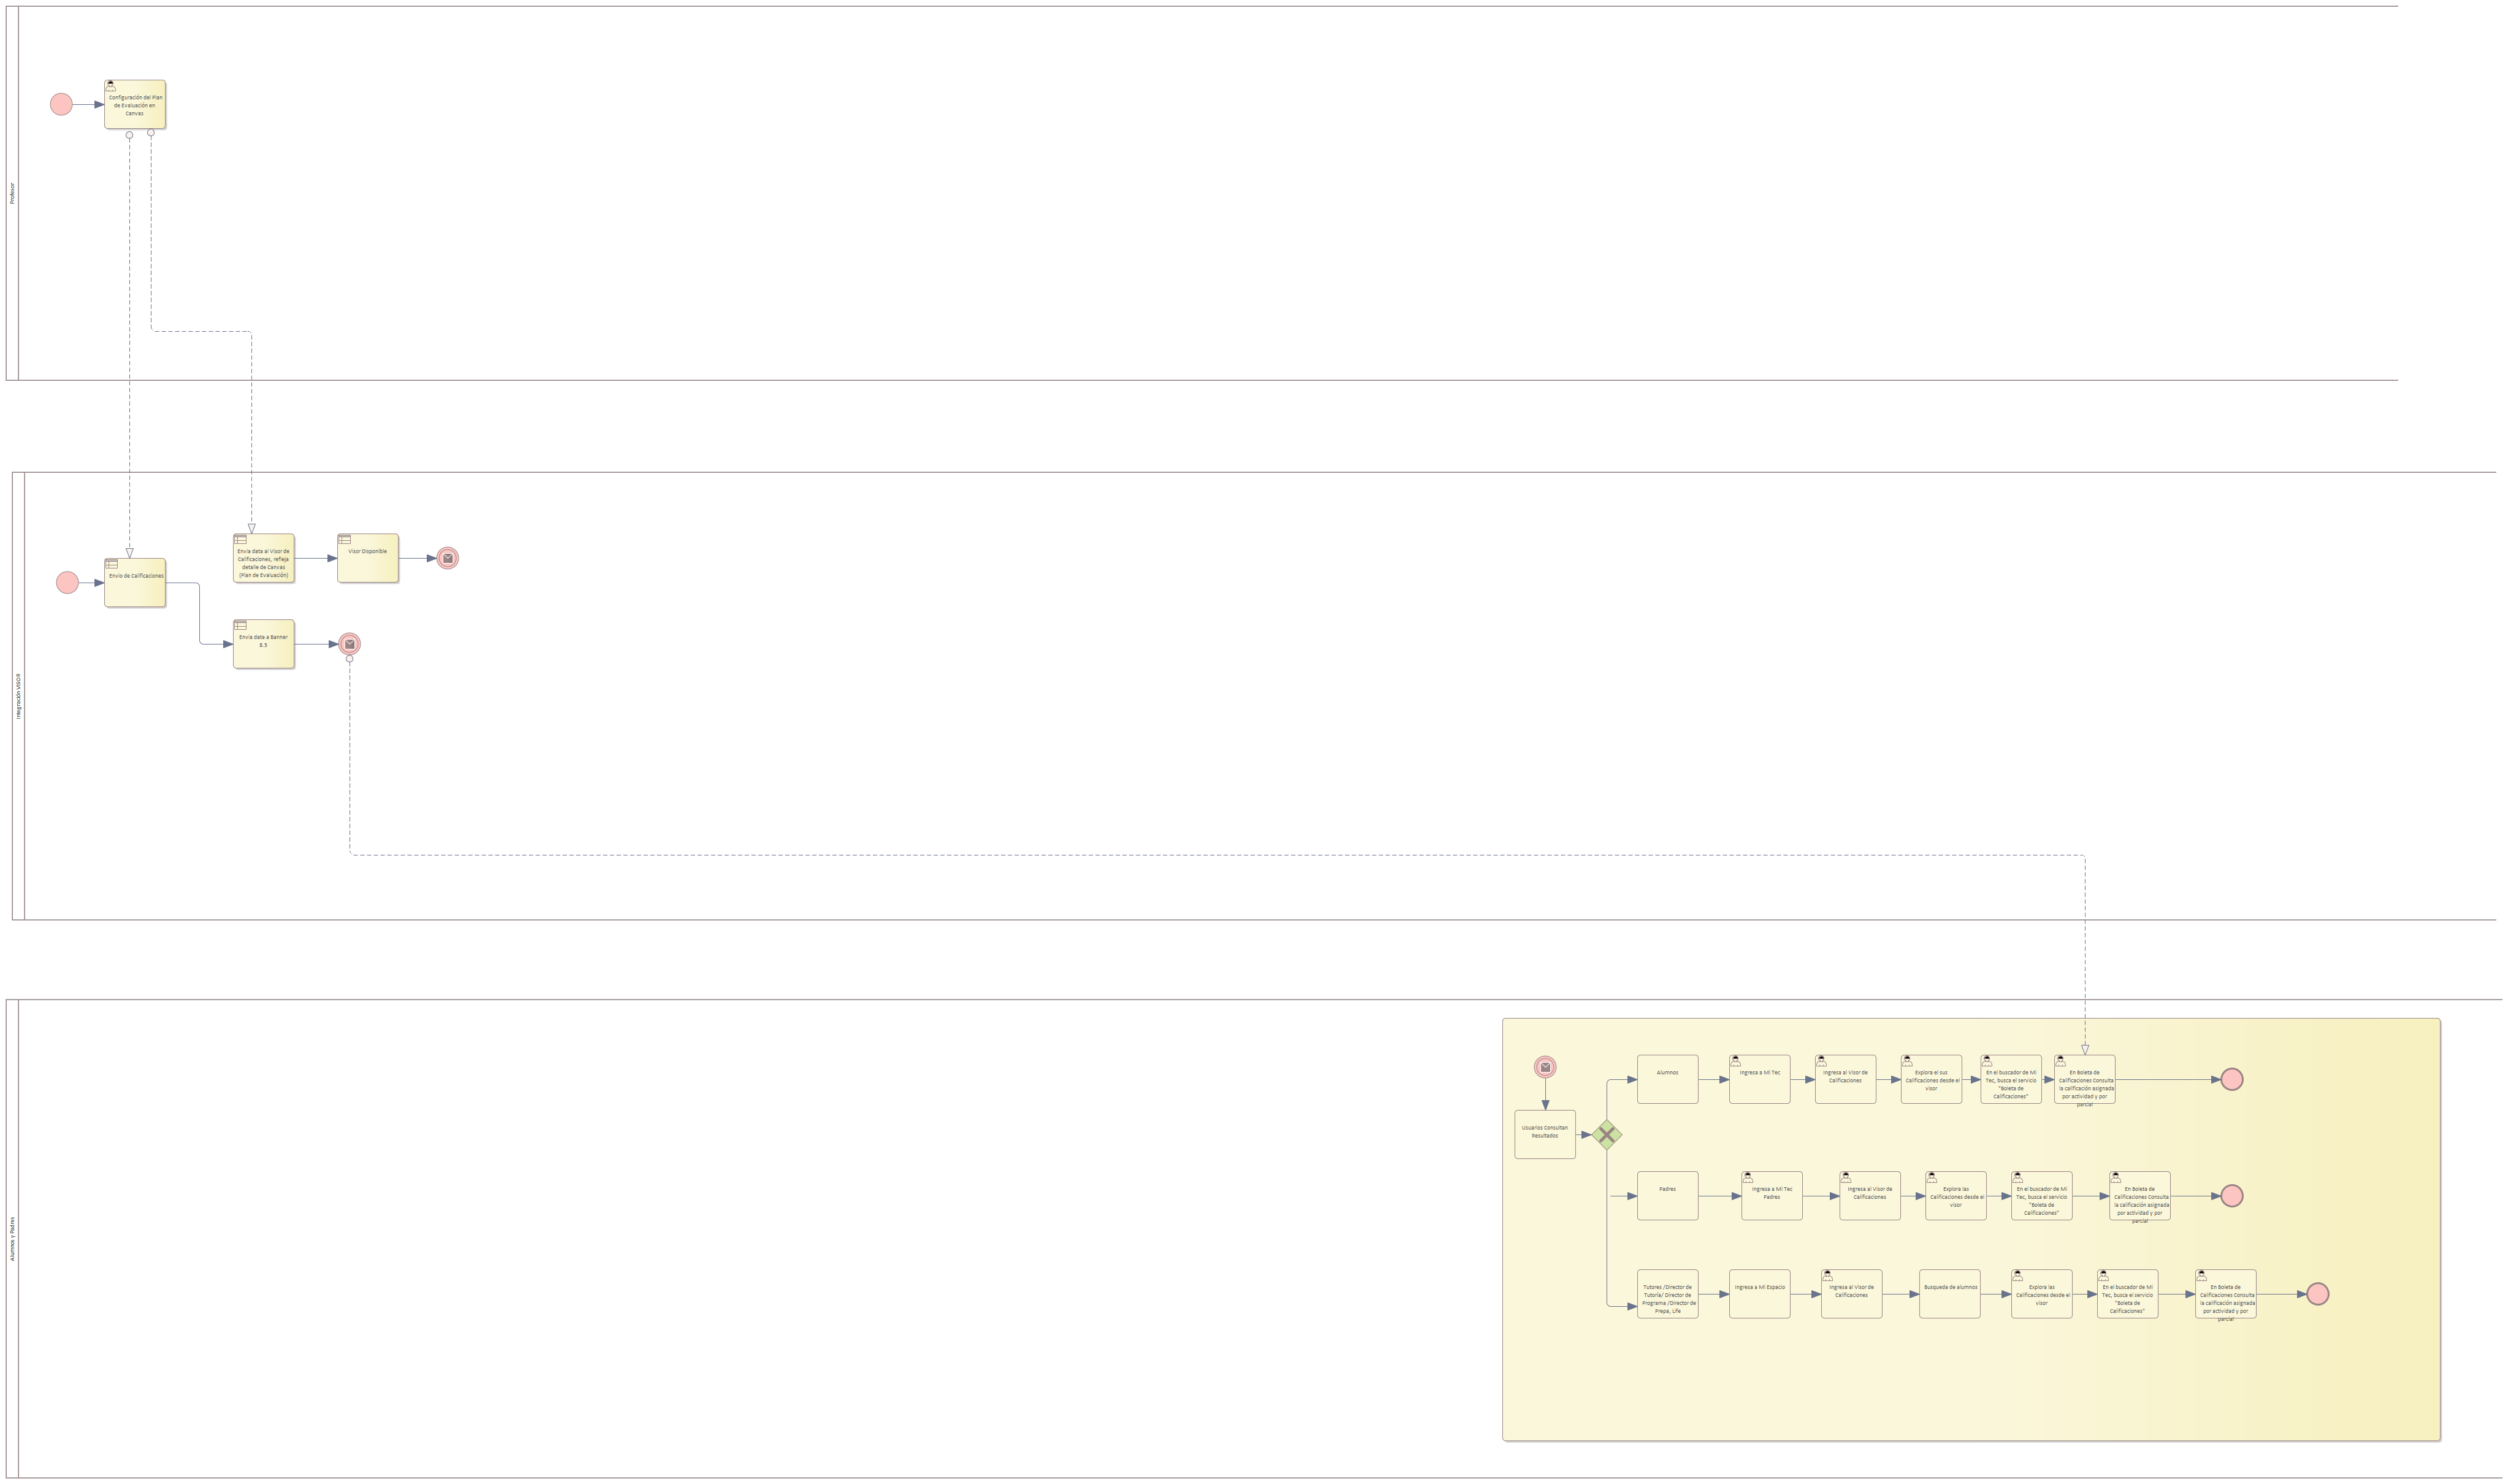 Profesor
Configuración del Plan
de Evaluación en
Canvas
Integración VISOR
Envío de Calificaciones
Envía data al Visor de
Calificaciones, refleja
detalle de Canvas
(Plan de Evaluación)
Visor Disponible
Envía data a Banner
8.5
Alumnos y Padres
Usuarios Consultan
Resultados
Alumnos
Ingresa a Mi Tec
Ingresa al Visor de
Calificaciones
Explora el sus
Calificaciones desde el
visor
En el buscador de Mi
Tec, busca el servicio
"Boleta de
Calificaciones"
En Boleta de
Calificaciones Consulta
la calificación asignada
por actividad y por
parcial
Padres
Ingresa a Mi Tec
Padres
Ingresa al Visor de
Calificaciones
Explora las
Calificaciones desde el
visor
En el buscador de Mi
Tec, busca el servicio
"Boleta de
Calificaciones"
En Boleta de
Calificaciones Consulta
la calificación asignada
por actividad y por
parcial
Tutores /Director de
Tutoría/ Director de
Programa /Director de
Prepa, Life
Ingresa a Mi Espacio
Ingresa al Visor de
Calificaciones
Busqueda de alumnos
Explora las
Calificaciones desde el
visor
En el buscador de Mi
Tec, busca el servicio
"Boleta de
Calificaciones"
En Boleta de
Calificaciones Consulta
la calificación asignada
por actividad y por
parcial